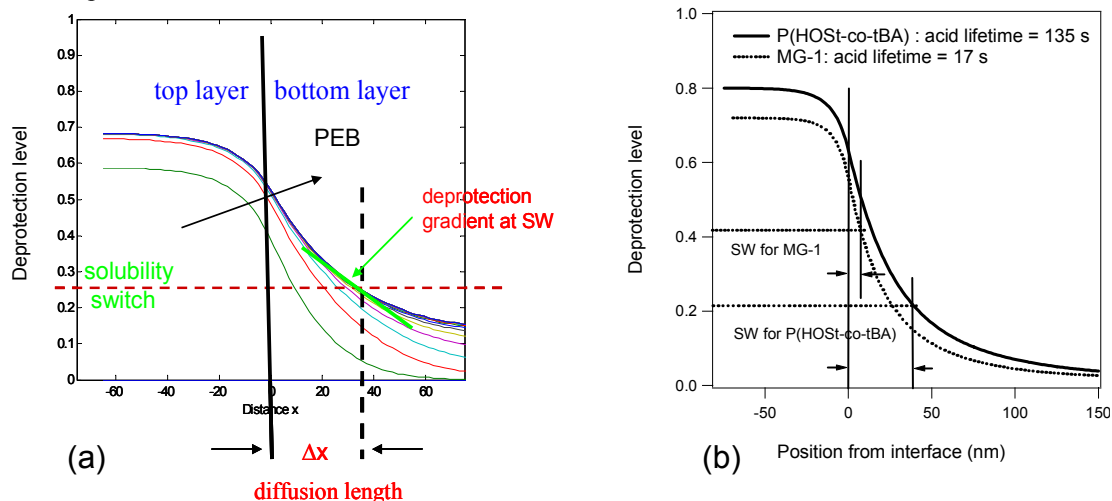 1
0.9
0.8
0.7
0.6
0.5
0.4
0.3
0.2
0.1
0
Deprotection level
top layer
bottom layer
PEB
deprotection
gradient at SW
solubility
switch
-60
-40
-20
0
20
40
60
Distance x
(a)
Δx
diffusion length
1.0
0.8
0.6
0.4
0.2
0.0
Deprotection level
P(HOSt-co-tBA) : acid lifetime = 135 s
MG-1: acid lifetime = 17 s
SW for MG-1
SW for P(HOSt-co-tBA)
-50
0
50
100
150
(b)
Position from interface (nm)